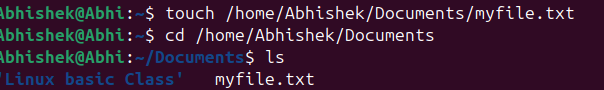 Abhishek@Abhi:~$ touch /home/Abhishek/Documents/myfile.txt
Abhishek@Abhi:~$ cd /home/Abhishek/Documents
Abhishek@Abhi:~/Documents$ ls
'Linux basic Class'   myfile.txt